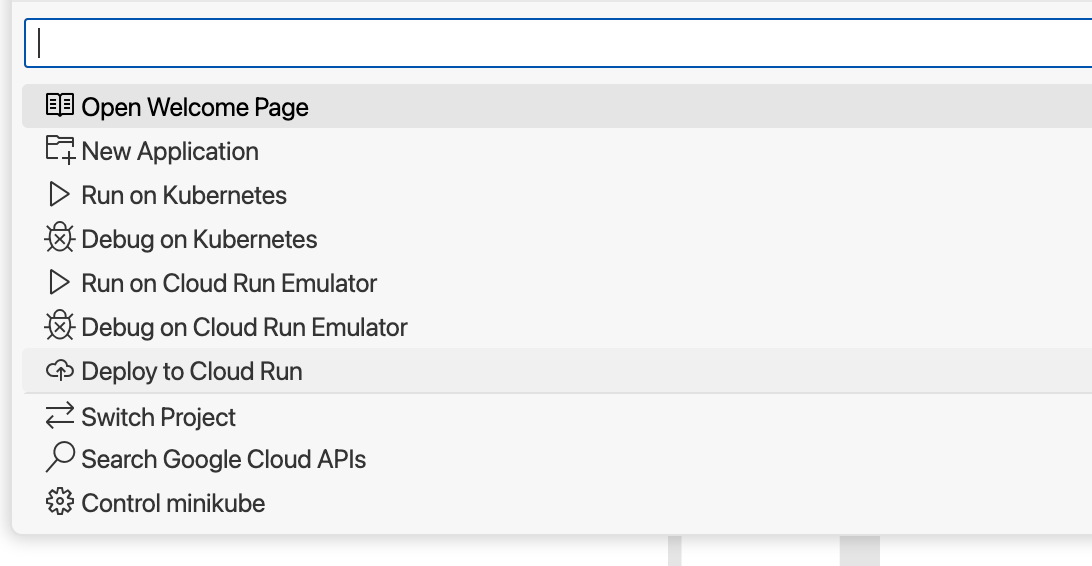 Open Welcome Page
New Application
Run on Kubernetes
Debug on Kubernetes
Run on Cloud Run Emulator
Debug on Cloud Run Emulator
Deploy to Cloud Run
Switch Project
Search Google Cloud APIs
Control minikube